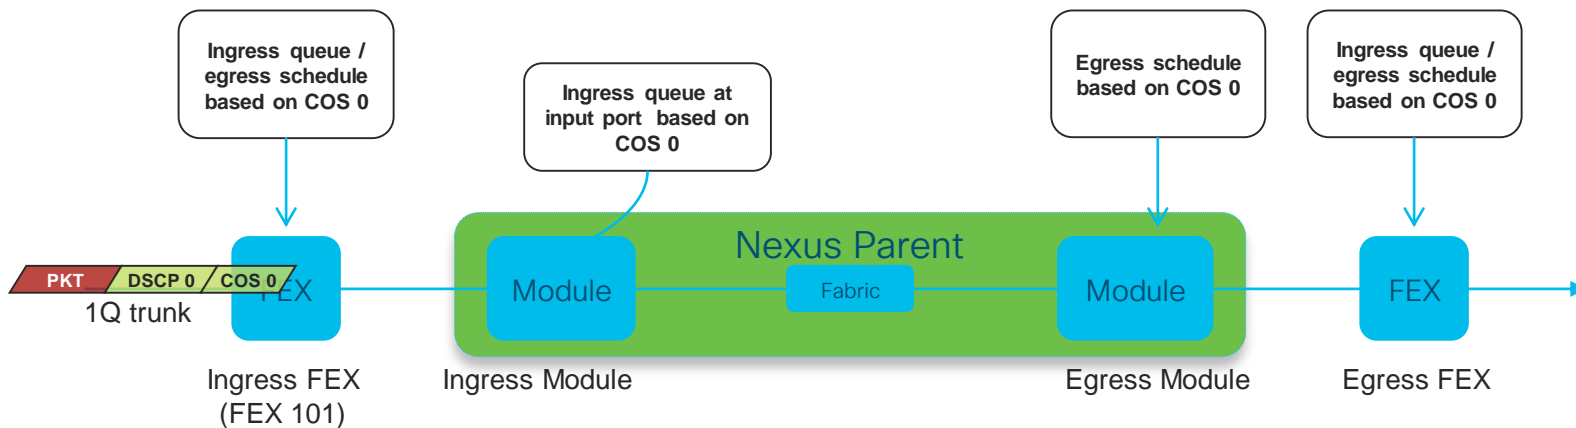 Ingress queue /
egress schedule
based on COS 0
Ingress queue at
input port based on
COS 0
Egress schedule
based on COS 0
Ingress queue /
egress schedule
based on COS 0
Nexus Parent
PKT
DSCP 0
COS 0
FEX
Module
Fabric
Module
FEX
1Q trunk
Ingress FEX
(FEX 101)
Ingress Module
Egress Module
Egress FEX